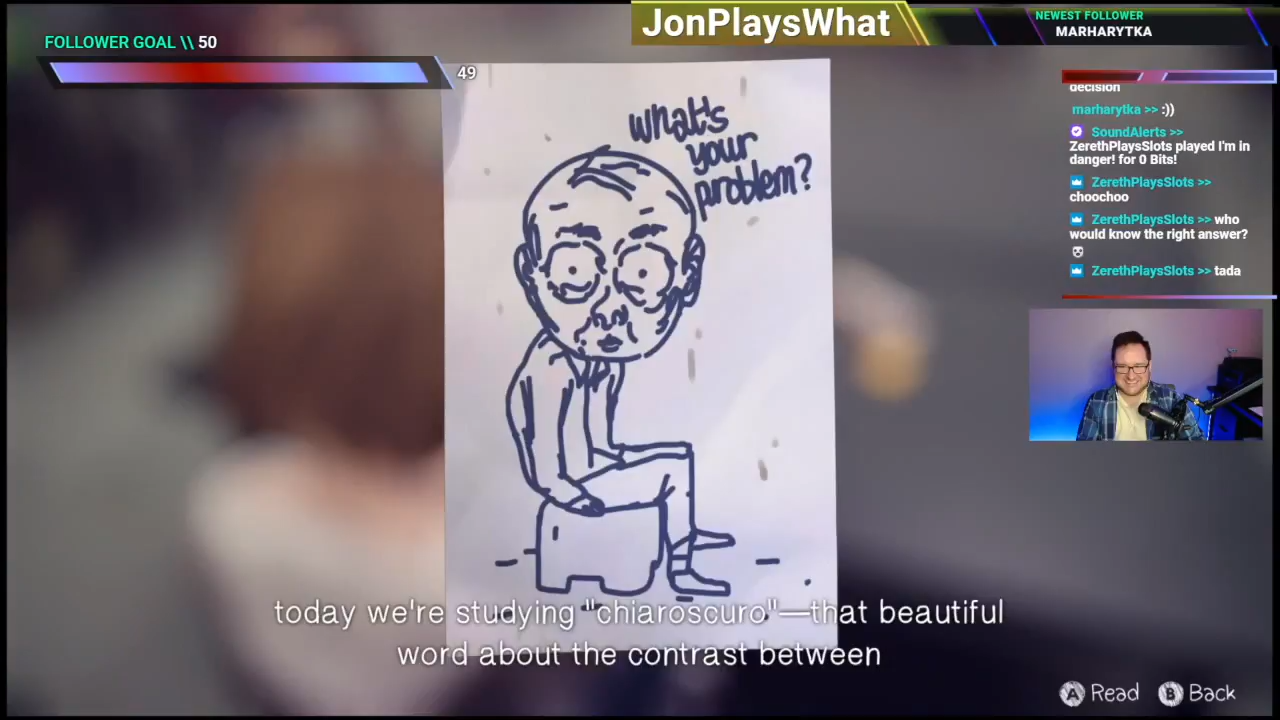 JonPlaysWhat
NEWEST FOLLOWER
MARHARYTKA
FOLLOWER GOAL \\ 50
49
decision
marharytka >> :))
SoundAlerts >>
ZerethPlaysSlots played I'm in
danger! for 0 Bits!
ZerethPlaysSlots >>
choochoo
ZerethPlaysSlots >> who
would know the right answer?
ZerethPlaysSlots >> tada
what's
your
problem?
today we're studying "chiaroscuro"—that beautiful
word about the contrast between
A Read B Back